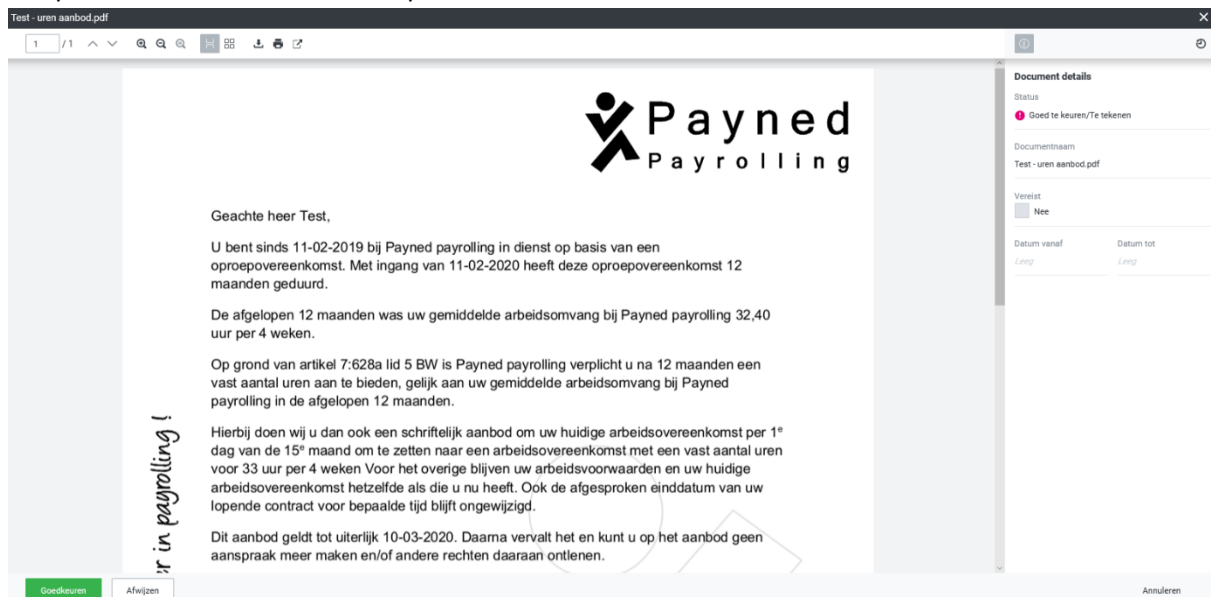 Test - uren aanbod.pdf
1 / 1
Payned
Payrolling
Geachte heer Test,
U bent sinds 11-02-2019 bij Payned payrolling in dienst op basis van een
oproepovereenkomst. Met ingang van 11-02-2020 heeft deze oproepovereenkomst 12
maanden geduurd.
De afgelopen 12 maanden was uw gemiddelde arbeidsomvang bij Payned payrolling 32,40
uur per 4 weken.
Op grond van artikel 7:628a lid 5 BW is Payned payrolling verplicht u na 12 maanden een
vast aantal uren aan te bieden, gelijk aan uw gemiddelde arbeidsomvang bij Payned
payrolling in de afgelopen 12 maanden.
Hierbij doen wij u dan ook een schriftelijk aanbod om uw huidige arbeidsovereenkomst per 1e
dag van de 15e maand om te zetten naar een arbeidsovereenkomst met een vast aantal uren
voor 33 uur per 4 weken Voor het overige blijven uw arbeidsvoorwaarden en uw huidige
arbeidsovereenkomst hetzelfde als die u nu heeft. Ook de afgesproken einddatum van uw
lopende contract voor bepaalde tijd blijft ongewijzigd.
Dit aanbod geldt tot uiterlijk 10-03-2020. Daarna vervalt het en kunt u op het aanbod geen
aanspraak meer maken en/of andere rechten daaraan ontlenen.
in payrolling !
Document details
Status
Goed te keuren/Te tekenen
Documentnaam
Test - uren aanbod.pdf
Vereist
Nee
Datum vanaf Datum tot
Leeg Leeg
Goedkeuren Afwijzen Annuleren